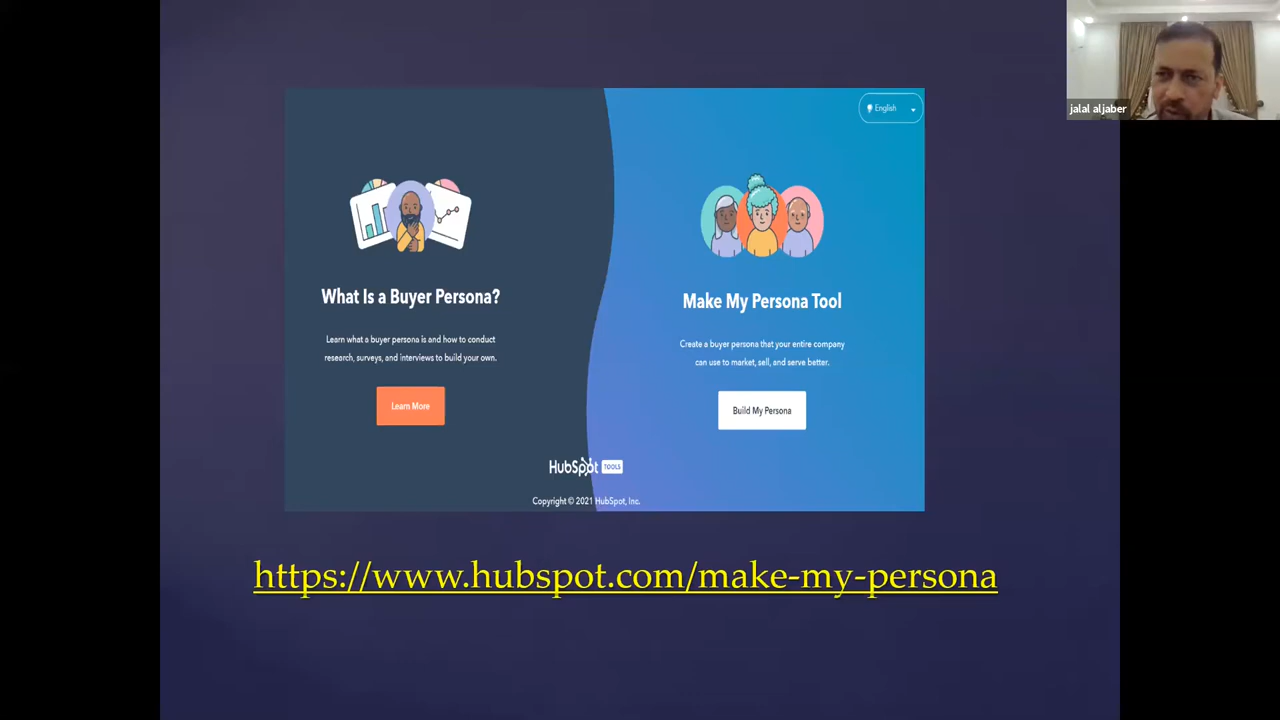 jalal aljaber
English
What Is a Buyer Persona?
Learn what a buyer persona is and how to conduct
research, surveys, and interviews to build your own.
Learn More
Make My Persona Tool
Create a buyer persona that your entire company
can use to market, sell, and serve better.
Build My Persona
HubSpot TOOLS
Copyright © 2021 HubSpot, Inc.
https://www.hubspot.com/make-my-persona